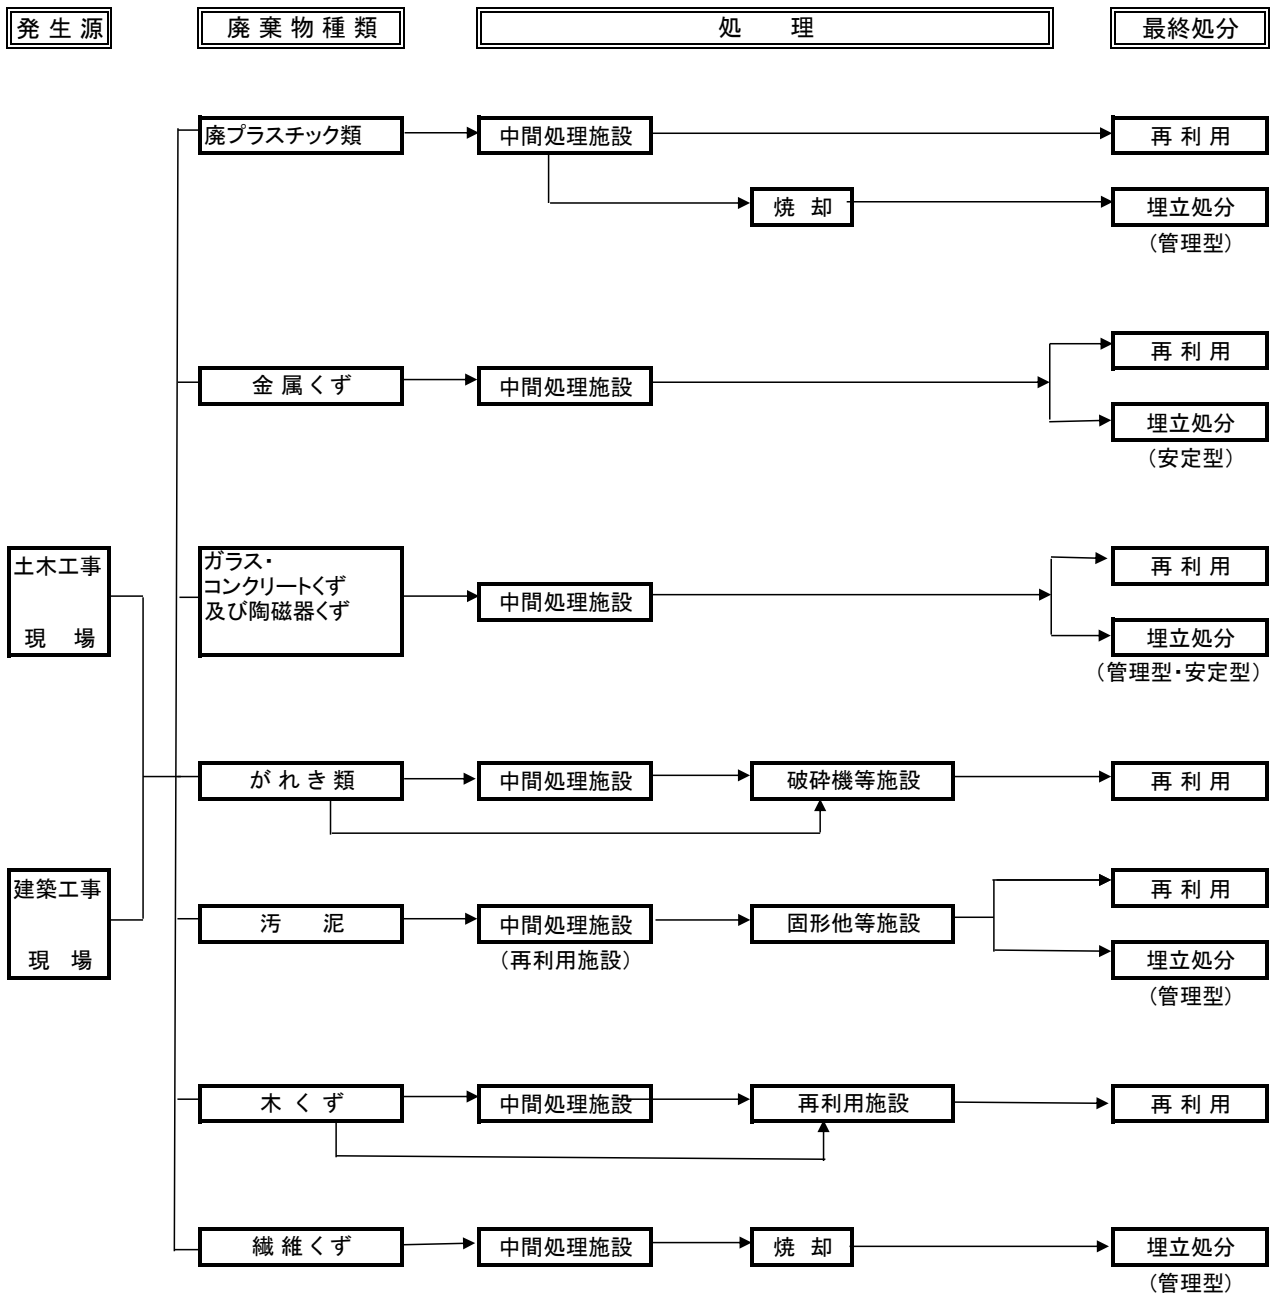 発生源 廃棄物種類 処 理 最終処分
廃プラスチック類 中間処理施設 再利用
焼却 埋立処分
(管理型)
再利用
金属くず 中間処理施設
埋立処分
(安定型)
土木工事
現 場
ガラス・
コンクリートくず
及び陶磁器くず
中間処理施設
再利用
埋立処分
(管理型・安定型)
がれき類 中間処理施設 破砕機等施設 再利用
建築工事
現 場
汚 泥 中間処理施設 固形他等施設
(再利用施設)
再利用
埋立処分
(管理型)
木くず 中間処理施設 再利用施設 再利用
繊維くず 中間処理施設 焼却 埋立処分
(管理型)